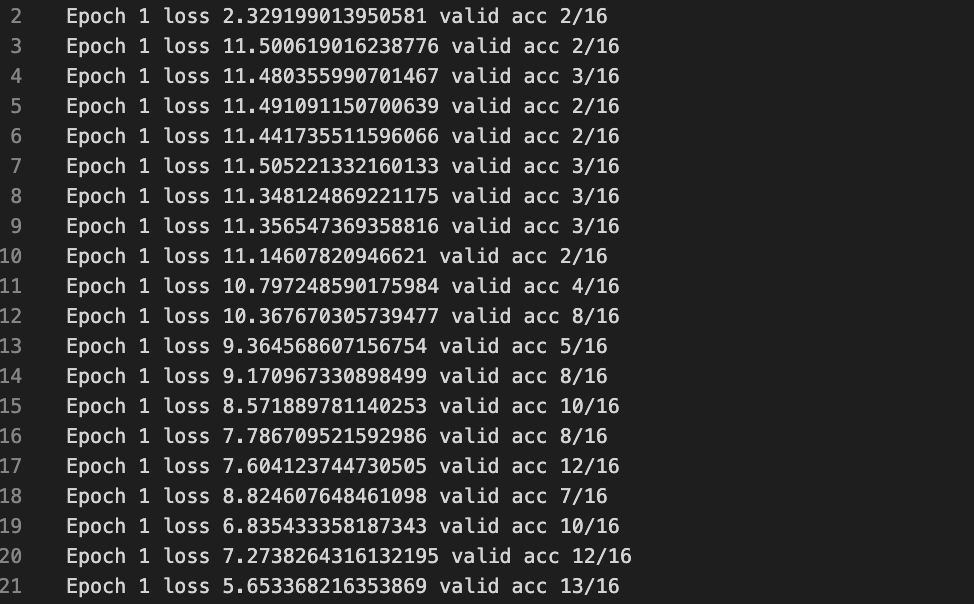 2 Epoch 1 loss 2.329199013950581 valid acc 2/16
3 Epoch 1 loss 11.500619016238776 valid acc 2/16
4 Epoch 1 loss 11.480355990701467 valid acc 3/16
5 Epoch 1 loss 11.491091150700639 valid acc 2/16
6 Epoch 1 loss 11.441735511596066 valid acc 2/16
7 Epoch 1 loss 11.505221332160133 valid acc 3/16
8 Epoch 1 loss 11.348124869221175 valid acc 3/16
9 Epoch 1 loss 11.356547369358816 valid acc 3/16
10 Epoch 1 loss 11.14607820946621 valid acc 2/16
11 Epoch 1 loss 10.797248590175984 valid acc 4/16
12 Epoch 1 loss 10.367670305739477 valid acc 8/16
13 Epoch 1 loss 9.364568607156754 valid acc 5/16
14 Epoch 1 loss 9.170967330898499 valid acc 8/16
15 Epoch 1 loss 8.571889781140253 valid acc 10/16
16 Epoch 1 loss 7.786709521592986 valid acc 8/16
17 Epoch 1 loss 7.604123744730505 valid acc 12/16
18 Epoch 1 loss 8.824607648461098 valid acc 7/16
19 Epoch 1 loss 6.835433358187343 valid acc 10/16
20 Epoch 1 loss 7.2738264316132195 valid acc 12/16
21 Epoch 1 loss 5.653368216353869 valid acc 13/16